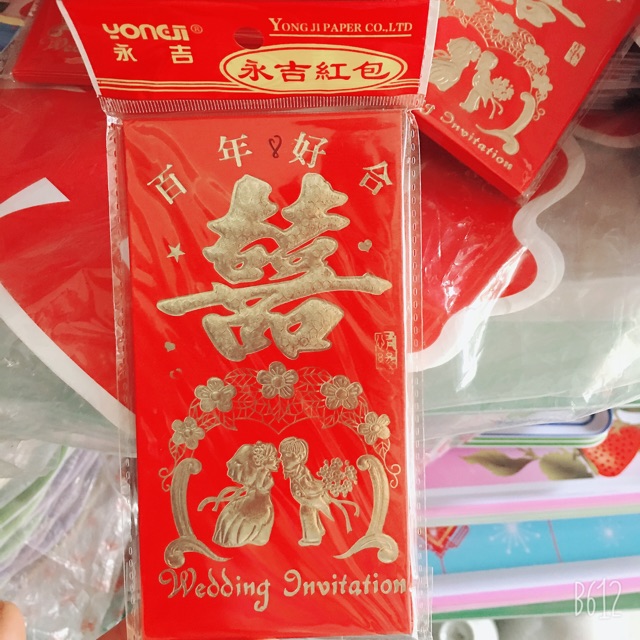 YONGJI®
永吉
YONG JI PAPER CO.,LTD
永吉紅包
百年好合
囍
Wedding Invitation
Invitation
B612